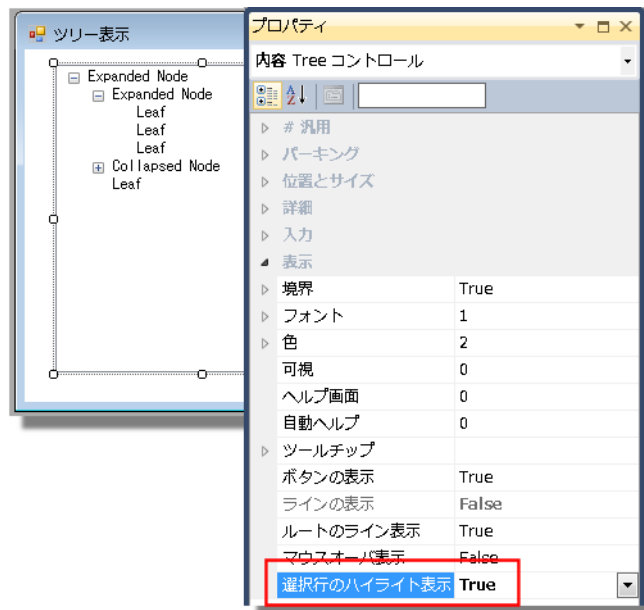 ツリー表示
Expanded Node
Expanded Node
Leaf
Leaf
Leaf
Collapsed Node
Leaf
プロパティ
内容 Tree コントロール
# 汎用
パーキング
位置とサイズ
詳細
入力
表示
境界 True
フォント 1
色 2
可視 0
ヘルプ画面 0
自動ヘルプ 0
ツールチップ
ボタンの表示 True
ラインの表示 False
ルートのライン表示 True
マウスオーバ表示 False
選択行のハイライト表示 True